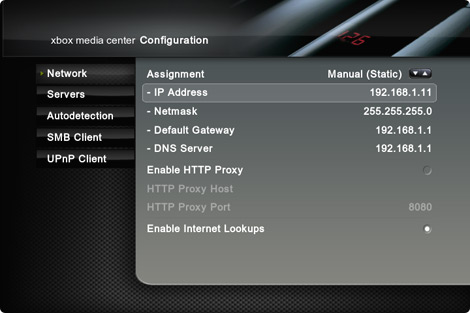 xbox media center Configuration
126
Network
Servers
Autodetection
SMB Client
UPnP Client
Assignment Manual (Static)
- IP Address 192.168.1.11
- Netmask 255.255.255.0
- Default Gateway 192.168.1.1
- DNS Server 192.168.1.1
Enable HTTP Proxy
HTTP Proxy Host
HTTP Proxy Port 8080
Enable Internet Lookups